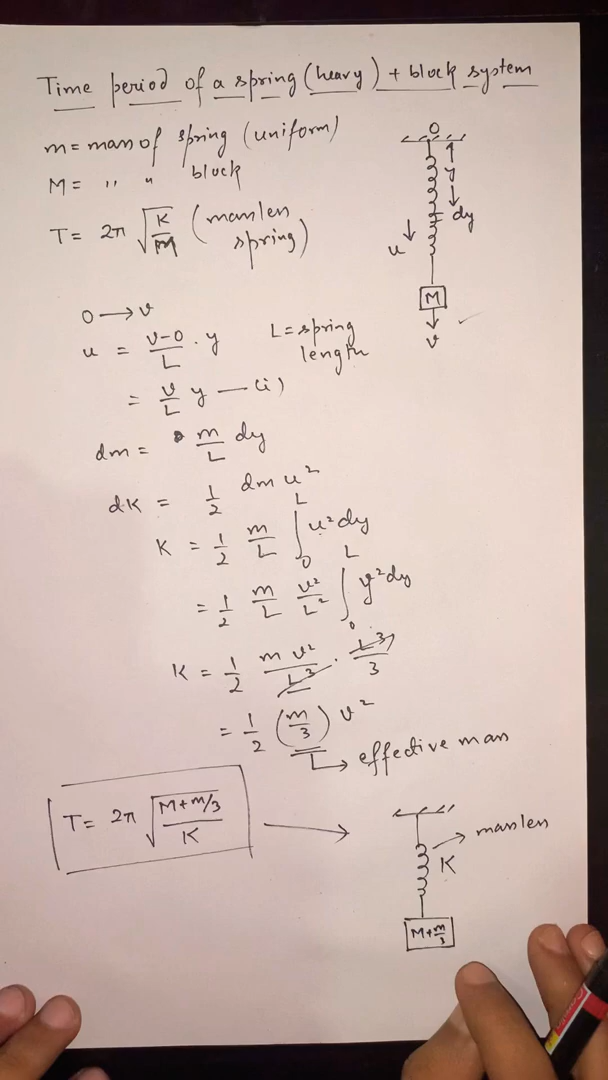 Time period of a spring (heavy) + block system
m = mass of spring (uniform)
M = " " block
T = 2π √(K/m) (massless spring)
O
y
dy
u
M
v
0 → v
u = (v-0)/L · y
L = spring length
= v/L y — (i)
dm = m/L dy
dK = 1/2 dm u²
K = 1/2 m/L ∫₀ᴸ u² dy
= 1/2 m/L v²/L² ∫₀ᴸ y² dy
K = 1/2 m v²/L³ · L³/3
= 1/2 (m/3) v²
→ effective mass
T = 2π √((M+m/3)/K)
→ massless
K
M+m/3